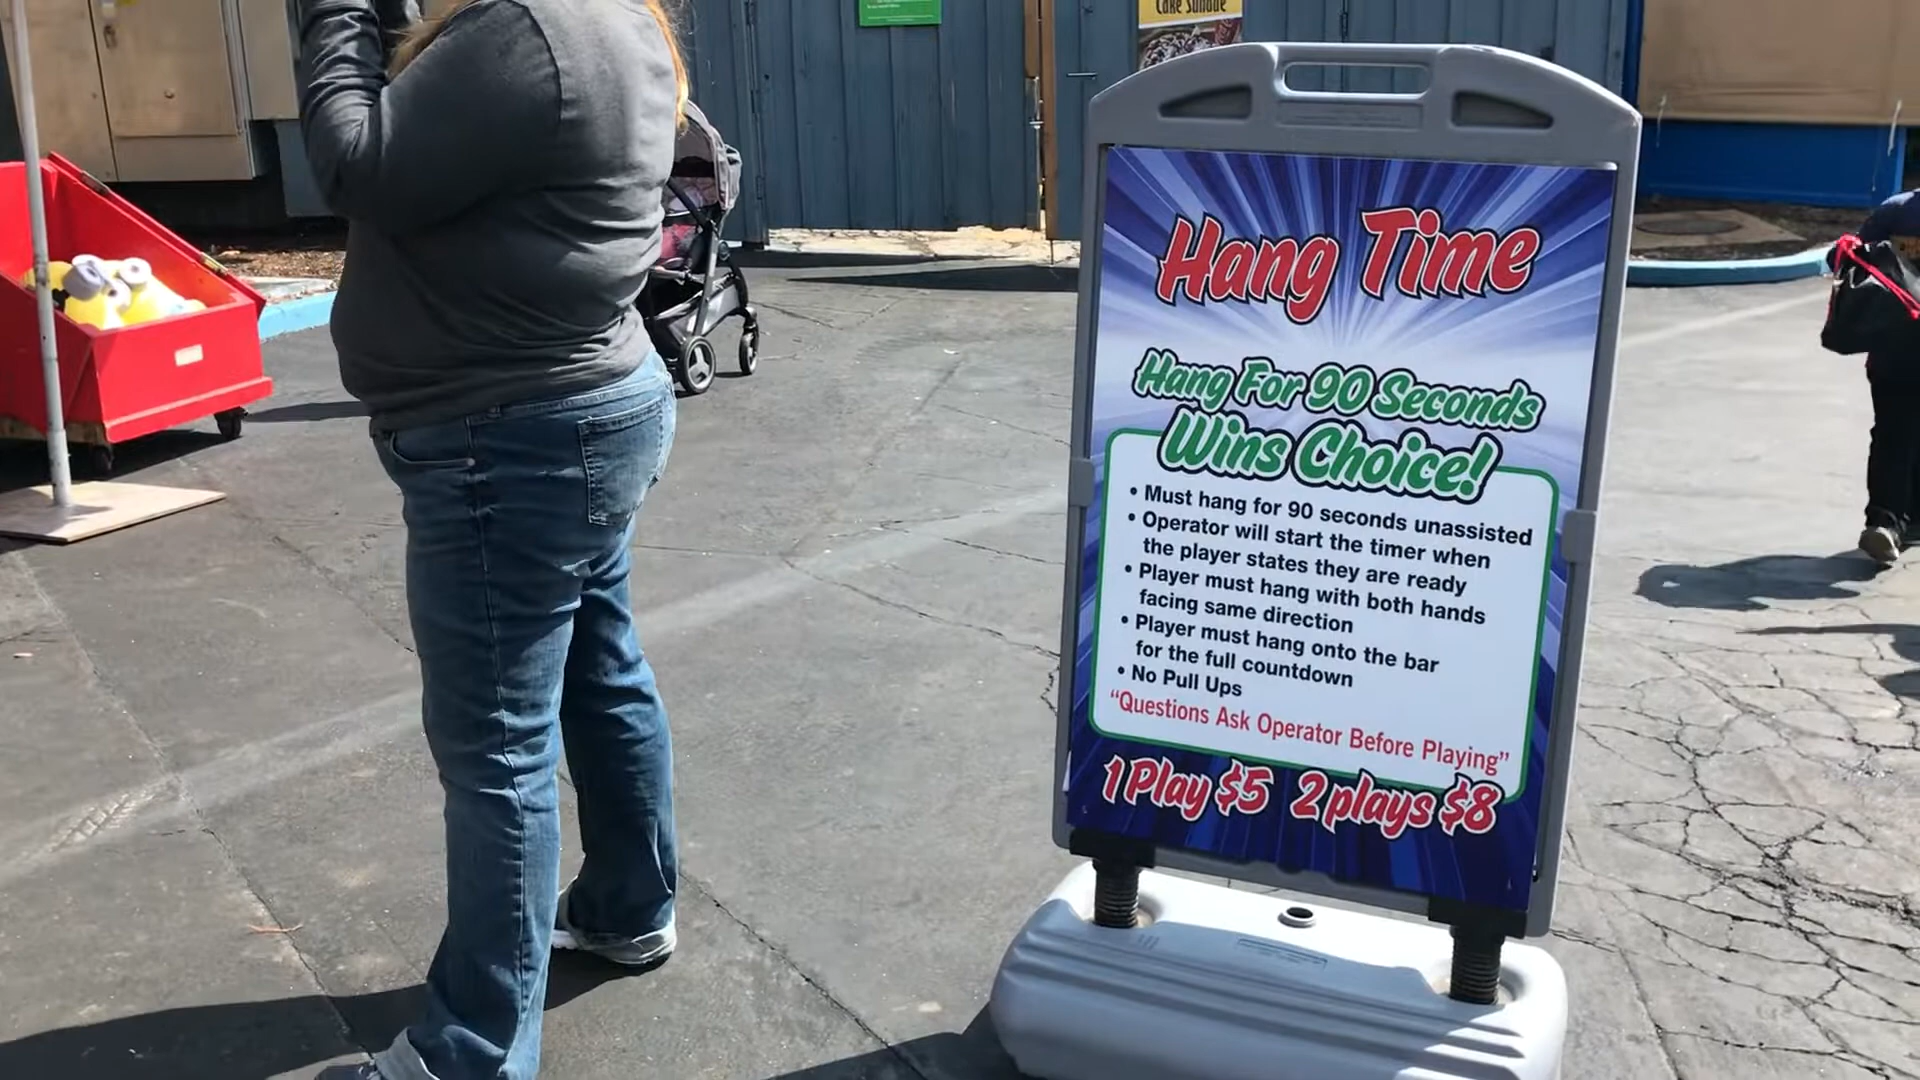 Cake Sundae
Hang Time
Hang For 90 Seconds
Wins Choice!
• Must hang for 90 seconds unassisted
• Operator will start the timer when
the player states they are ready
• Player must hang with both hands
facing same direction
• Player must hang onto the bar
for the full countdown
• No Pull Ups
“Questions Ask Operator Before Playing”
1 Play $5 2 plays $8